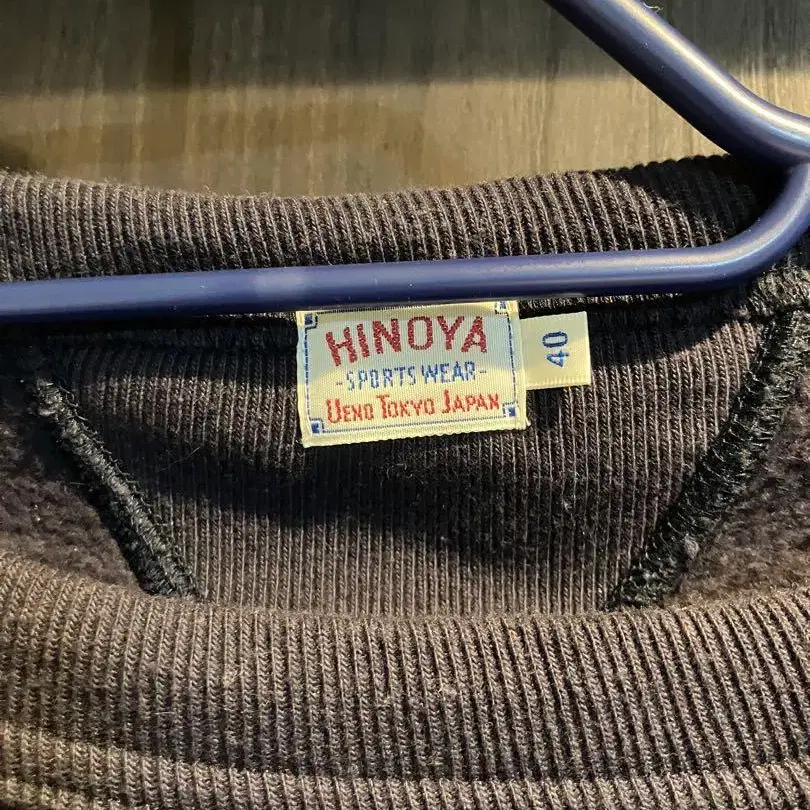 HINOYA
-SPORTS WEAR-
UENO TOKYO JAPAN
40